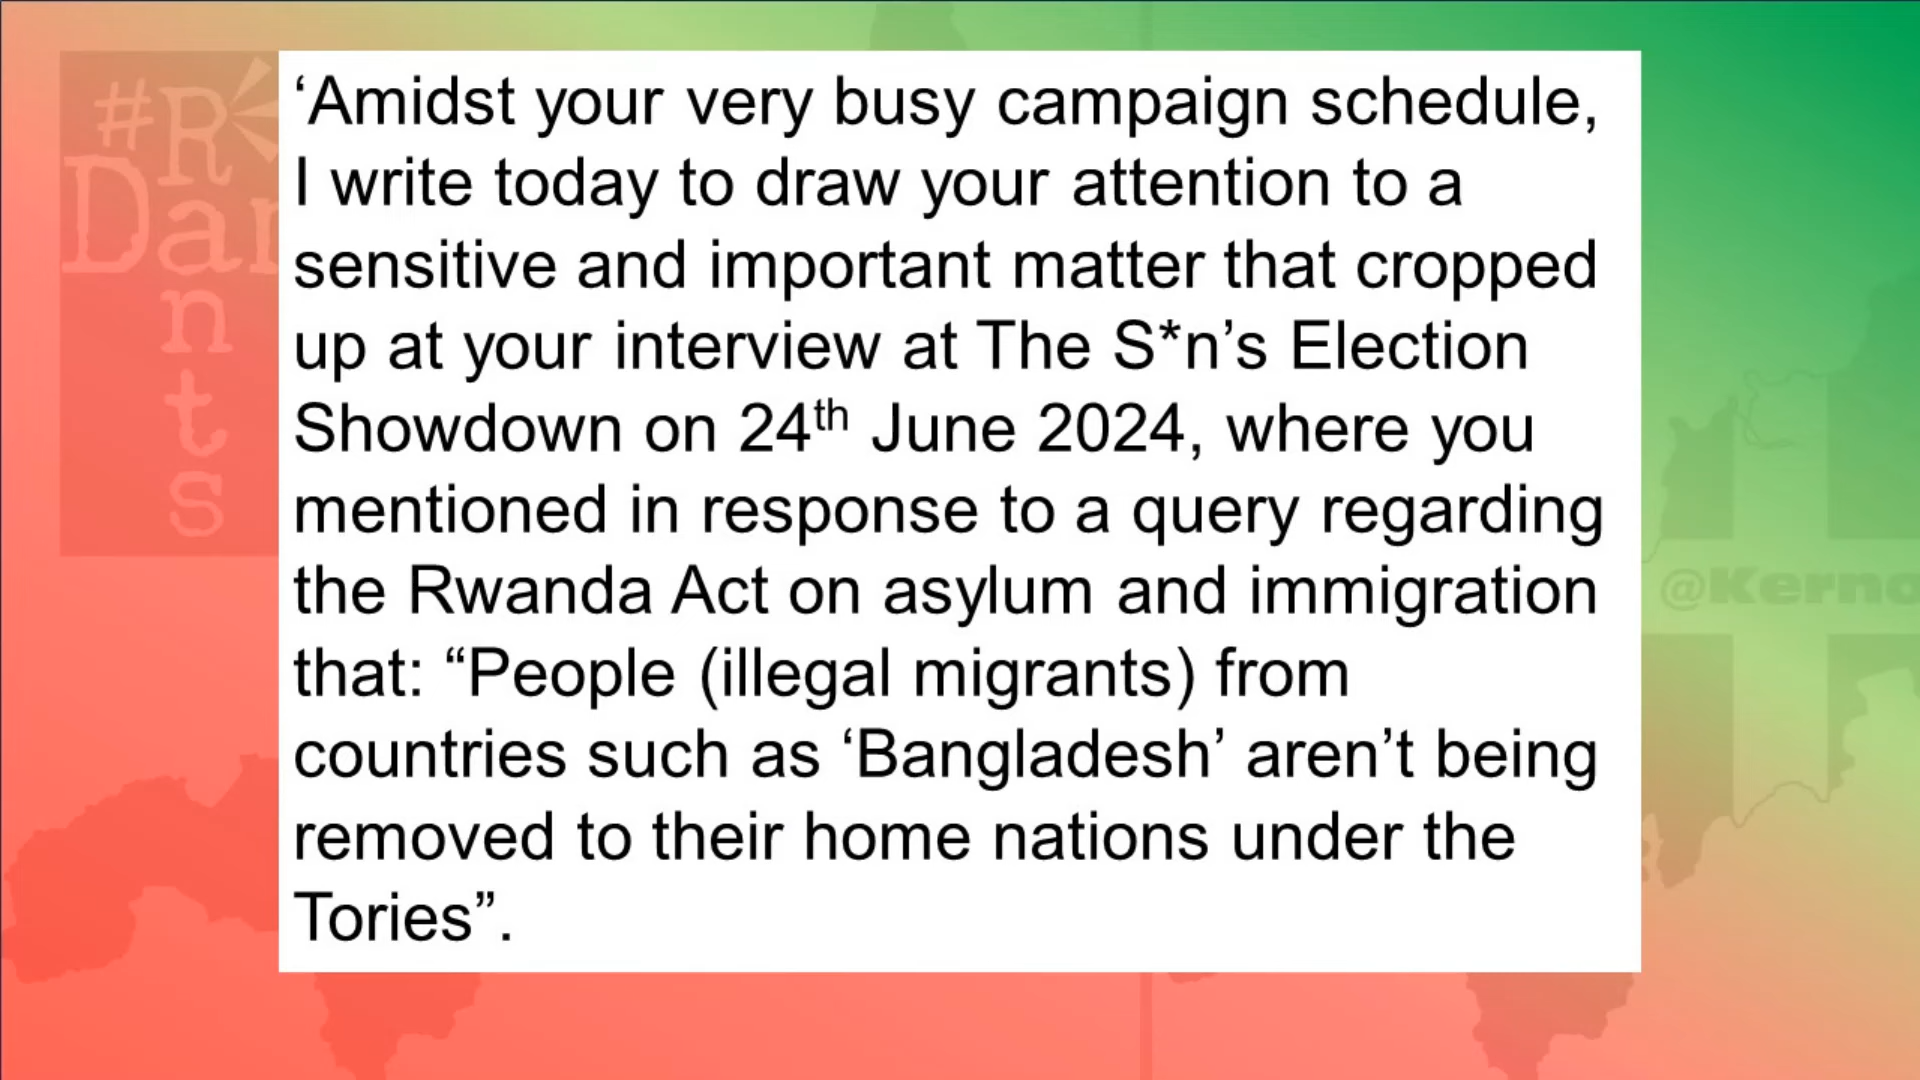 #R
Dan
n
t
s
‘Amidst your very busy campaign schedule,
I write today to draw your attention to a
sensitive and important matter that cropped
up at your interview at The S*n’s Election
Showdown on 24th June 2024, where you
mentioned in response to a query regarding
the Rwanda Act on asylum and immigration
that: “People (illegal migrants) from
countries such as ‘Bangladesh’ aren’t being
removed to their home nations under the
Tories”.
@Kerno